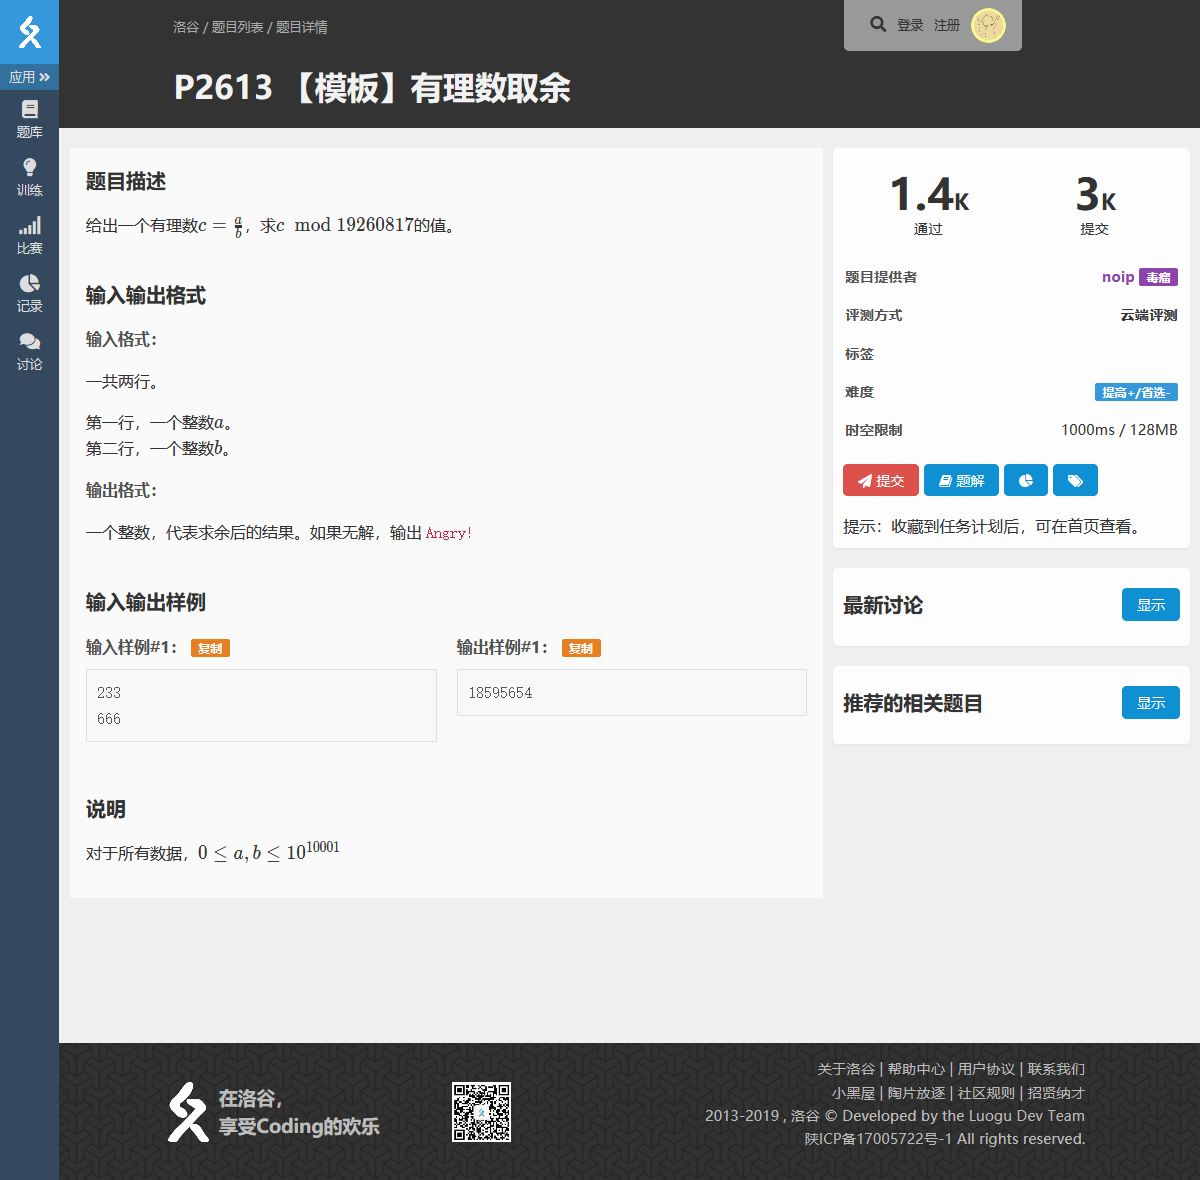 洛谷 / 题目列表 / 题目详情
登录 注册
P2613 【模板】有理数取余
应用
题库
训练
比赛
记录
讨论
题目描述
给出一个有理数c = a/b，求c mod 19260817的值。
输入输出格式
输入格式：
一共两行。
第一行，一个整数a。
第二行，一个整数b。
输出格式：
一个整数，代表求余后的结果。如果无解，输出 Angry!
输入输出样例
输入样例#1： 复制
233
666
输出样例#1： 复制
18595654
说明
对于所有数据，0 ≤ a, b ≤ 10^10001
1.4K
通过
3K
提交
题目提供者 noip 毒瘤
评测方式 云端评测
标签
难度 提高+/省选-
时空限制 1000ms / 128MB
提交 题解
提示：收藏到任务计划后，可在首页查看。
最新讨论 显示
推荐的相关题目 显示
在洛谷，
享受Coding的欢乐
关于洛谷 | 帮助中心 | 用户协议 | 联系我们
小黑屋 | 陶片放逐 | 社区规则 | 招贤纳才
2013-2019 , 洛谷 © Developed by the Luogu Dev Team
陕ICP备17005722号-1 All rights reserved.